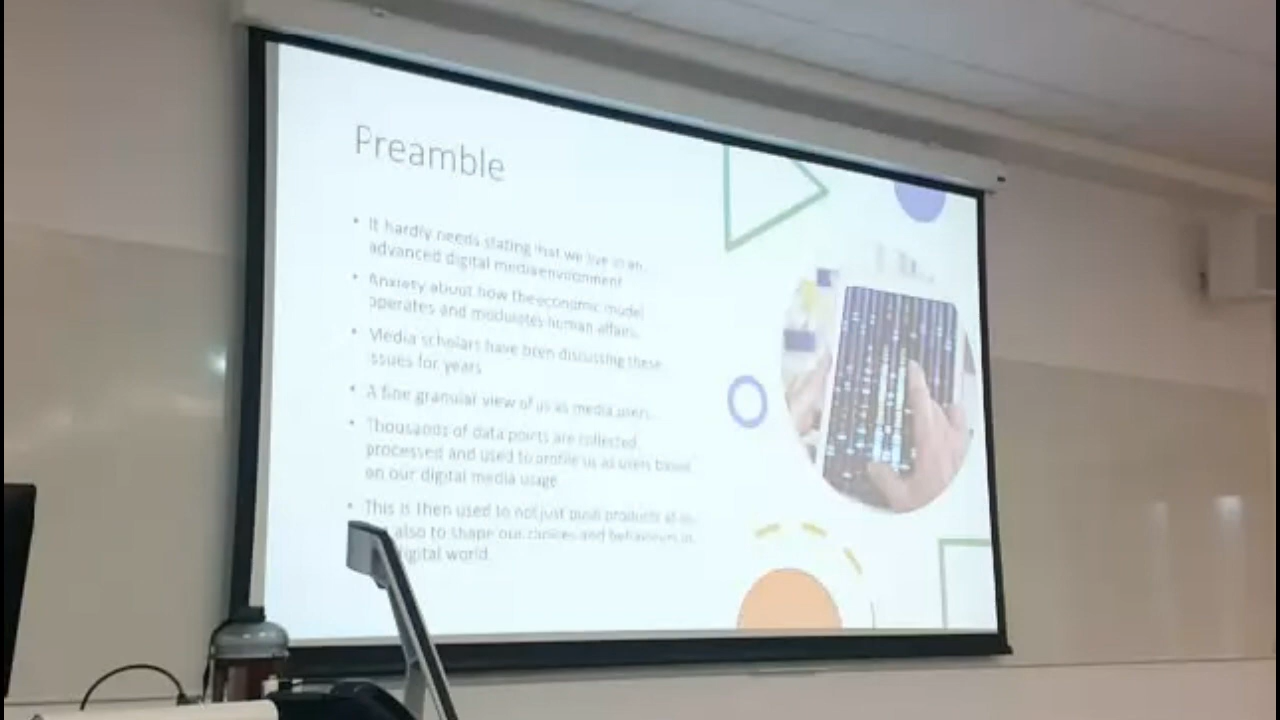 Preamble
• It hardly needs stating that we live in an
advanced digital media environment
• Anxiety about how the economic model
operates and modulates human affairs.
• Media scholars have been discussing these
issues for years
• A fine granular view of us as media users.
• Thousands of data points are collected
processed and used to profile us as users based
on our digital media usage
• This is then used to not just push products at us
also to shape our choices and behaviours in
digital world.